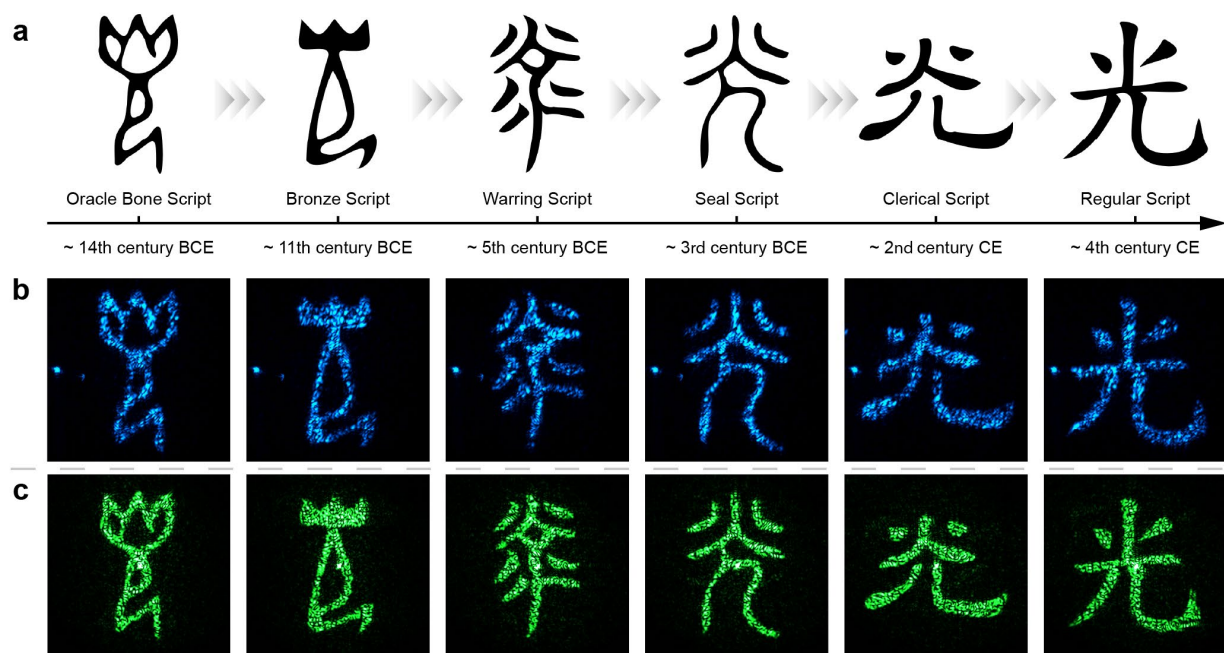 a
Oracle Bone Script Bronze Script Warring Script Seal Script Clerical Script Regular Script
~ 14th century BCE ~ 11th century BCE ~ 5th century BCE ~ 3rd century BCE ~ 2nd century CE ~ 4th century CE
b
光
c
光